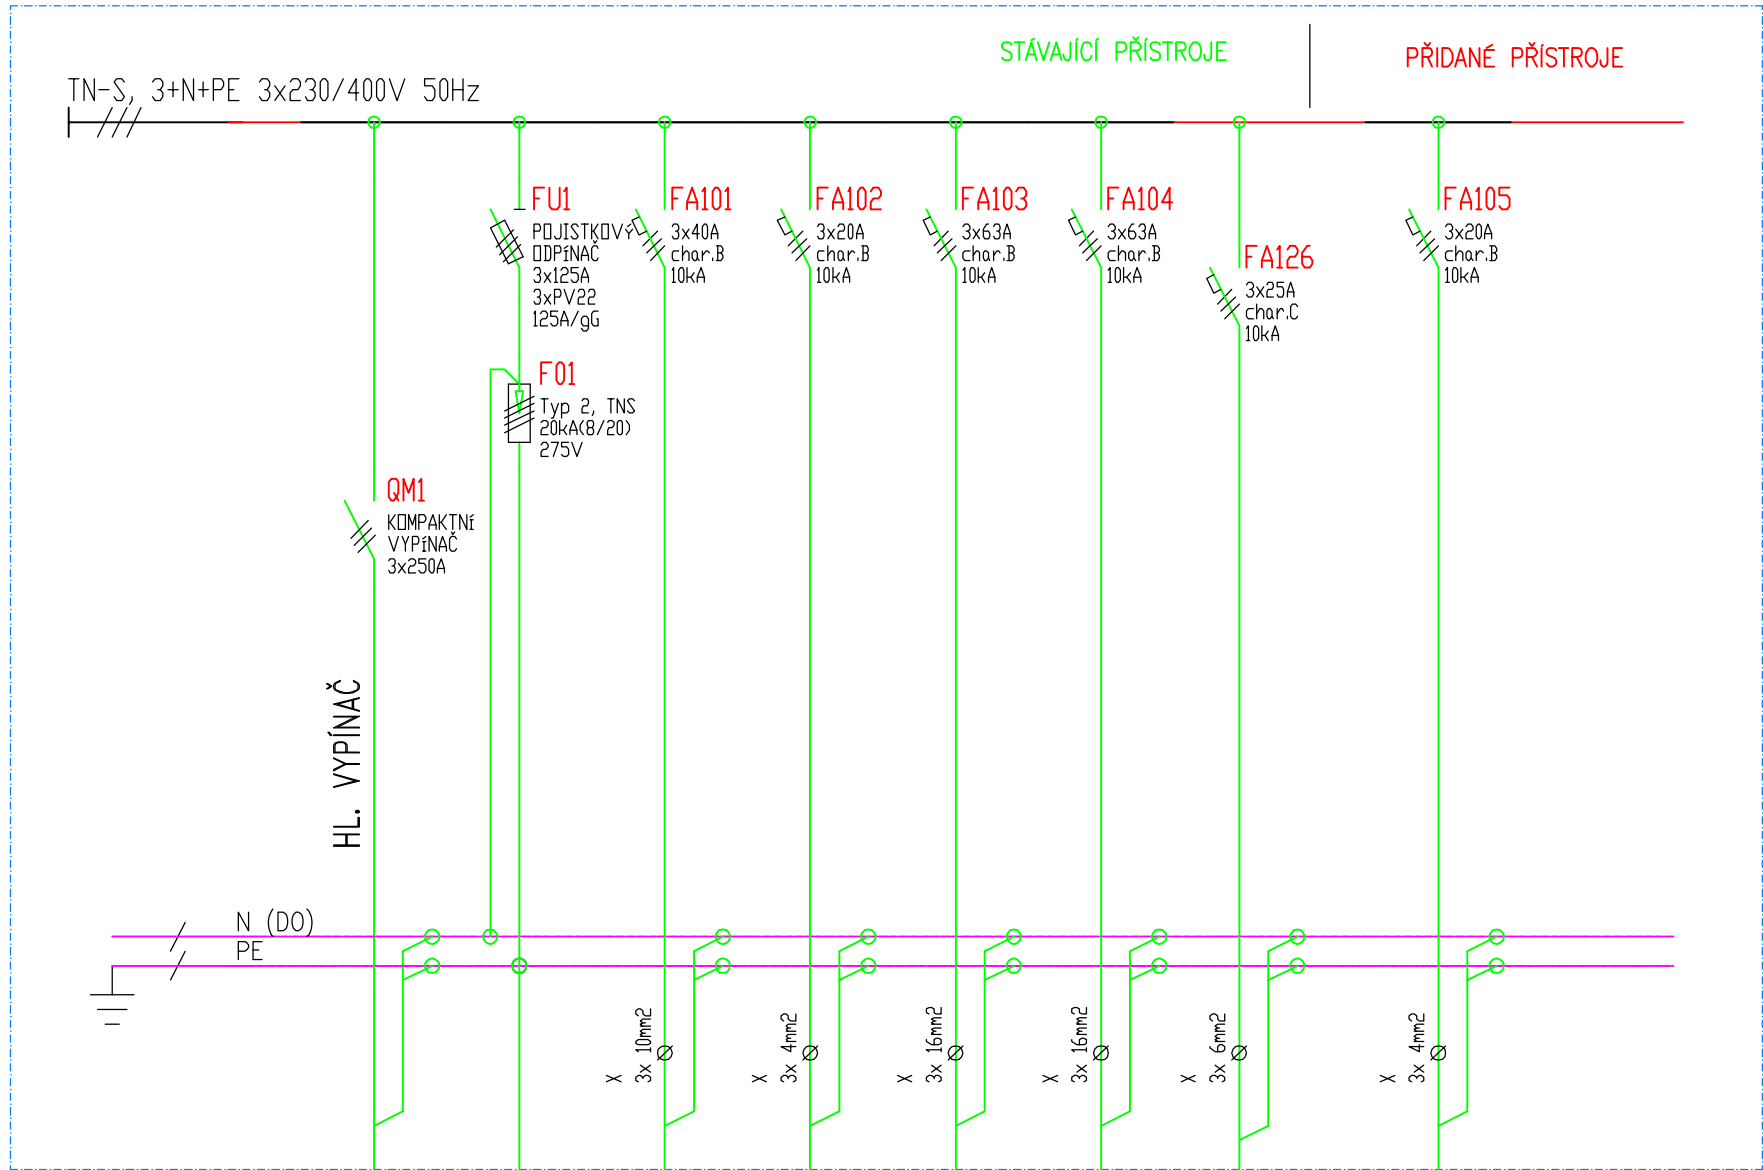 STÁVAJÍCÍ PŘÍSTROJE
PŘIDANÉ PŘÍSTROJE
TN-S, 3+N+PE 3x230/400V 50Hz
FU1
POJISTKOVÝ
ODPÍNAČ
3x125A
3xPV22
125A/gG
FA101
3x40A
char.B
10kA
FA102
3x20A
char.B
10kA
FA103
3x63A
char.B
10kA
FA104
3x63A
char.B
10kA
FA126
3x25A
char.C
10kA
FA105
3x20A
char.B
10kA
F01
Typ 2, TNS
20kA(8/20)
275V
QM1
KOMPAKTNÍ
VYPÍNAČ
3x250A
HL. VYPÍNAČ
N (DO)
PE
X
3x 10mm2
X
3x 4mm2
X
3x 16mm2
X
3x 16mm2
X
3x 6mm2
X
3x 4mm2